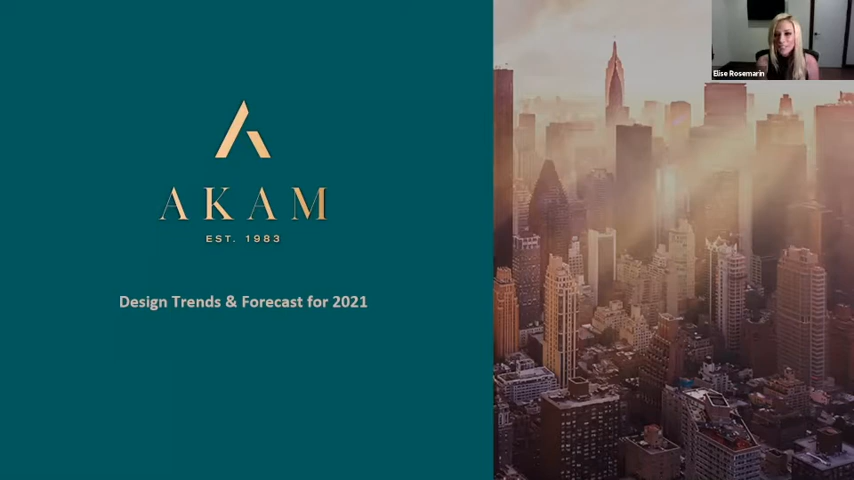 AKAM
EST. 1983
Design Trends & Forecast for 2021
Elise Rosemarin